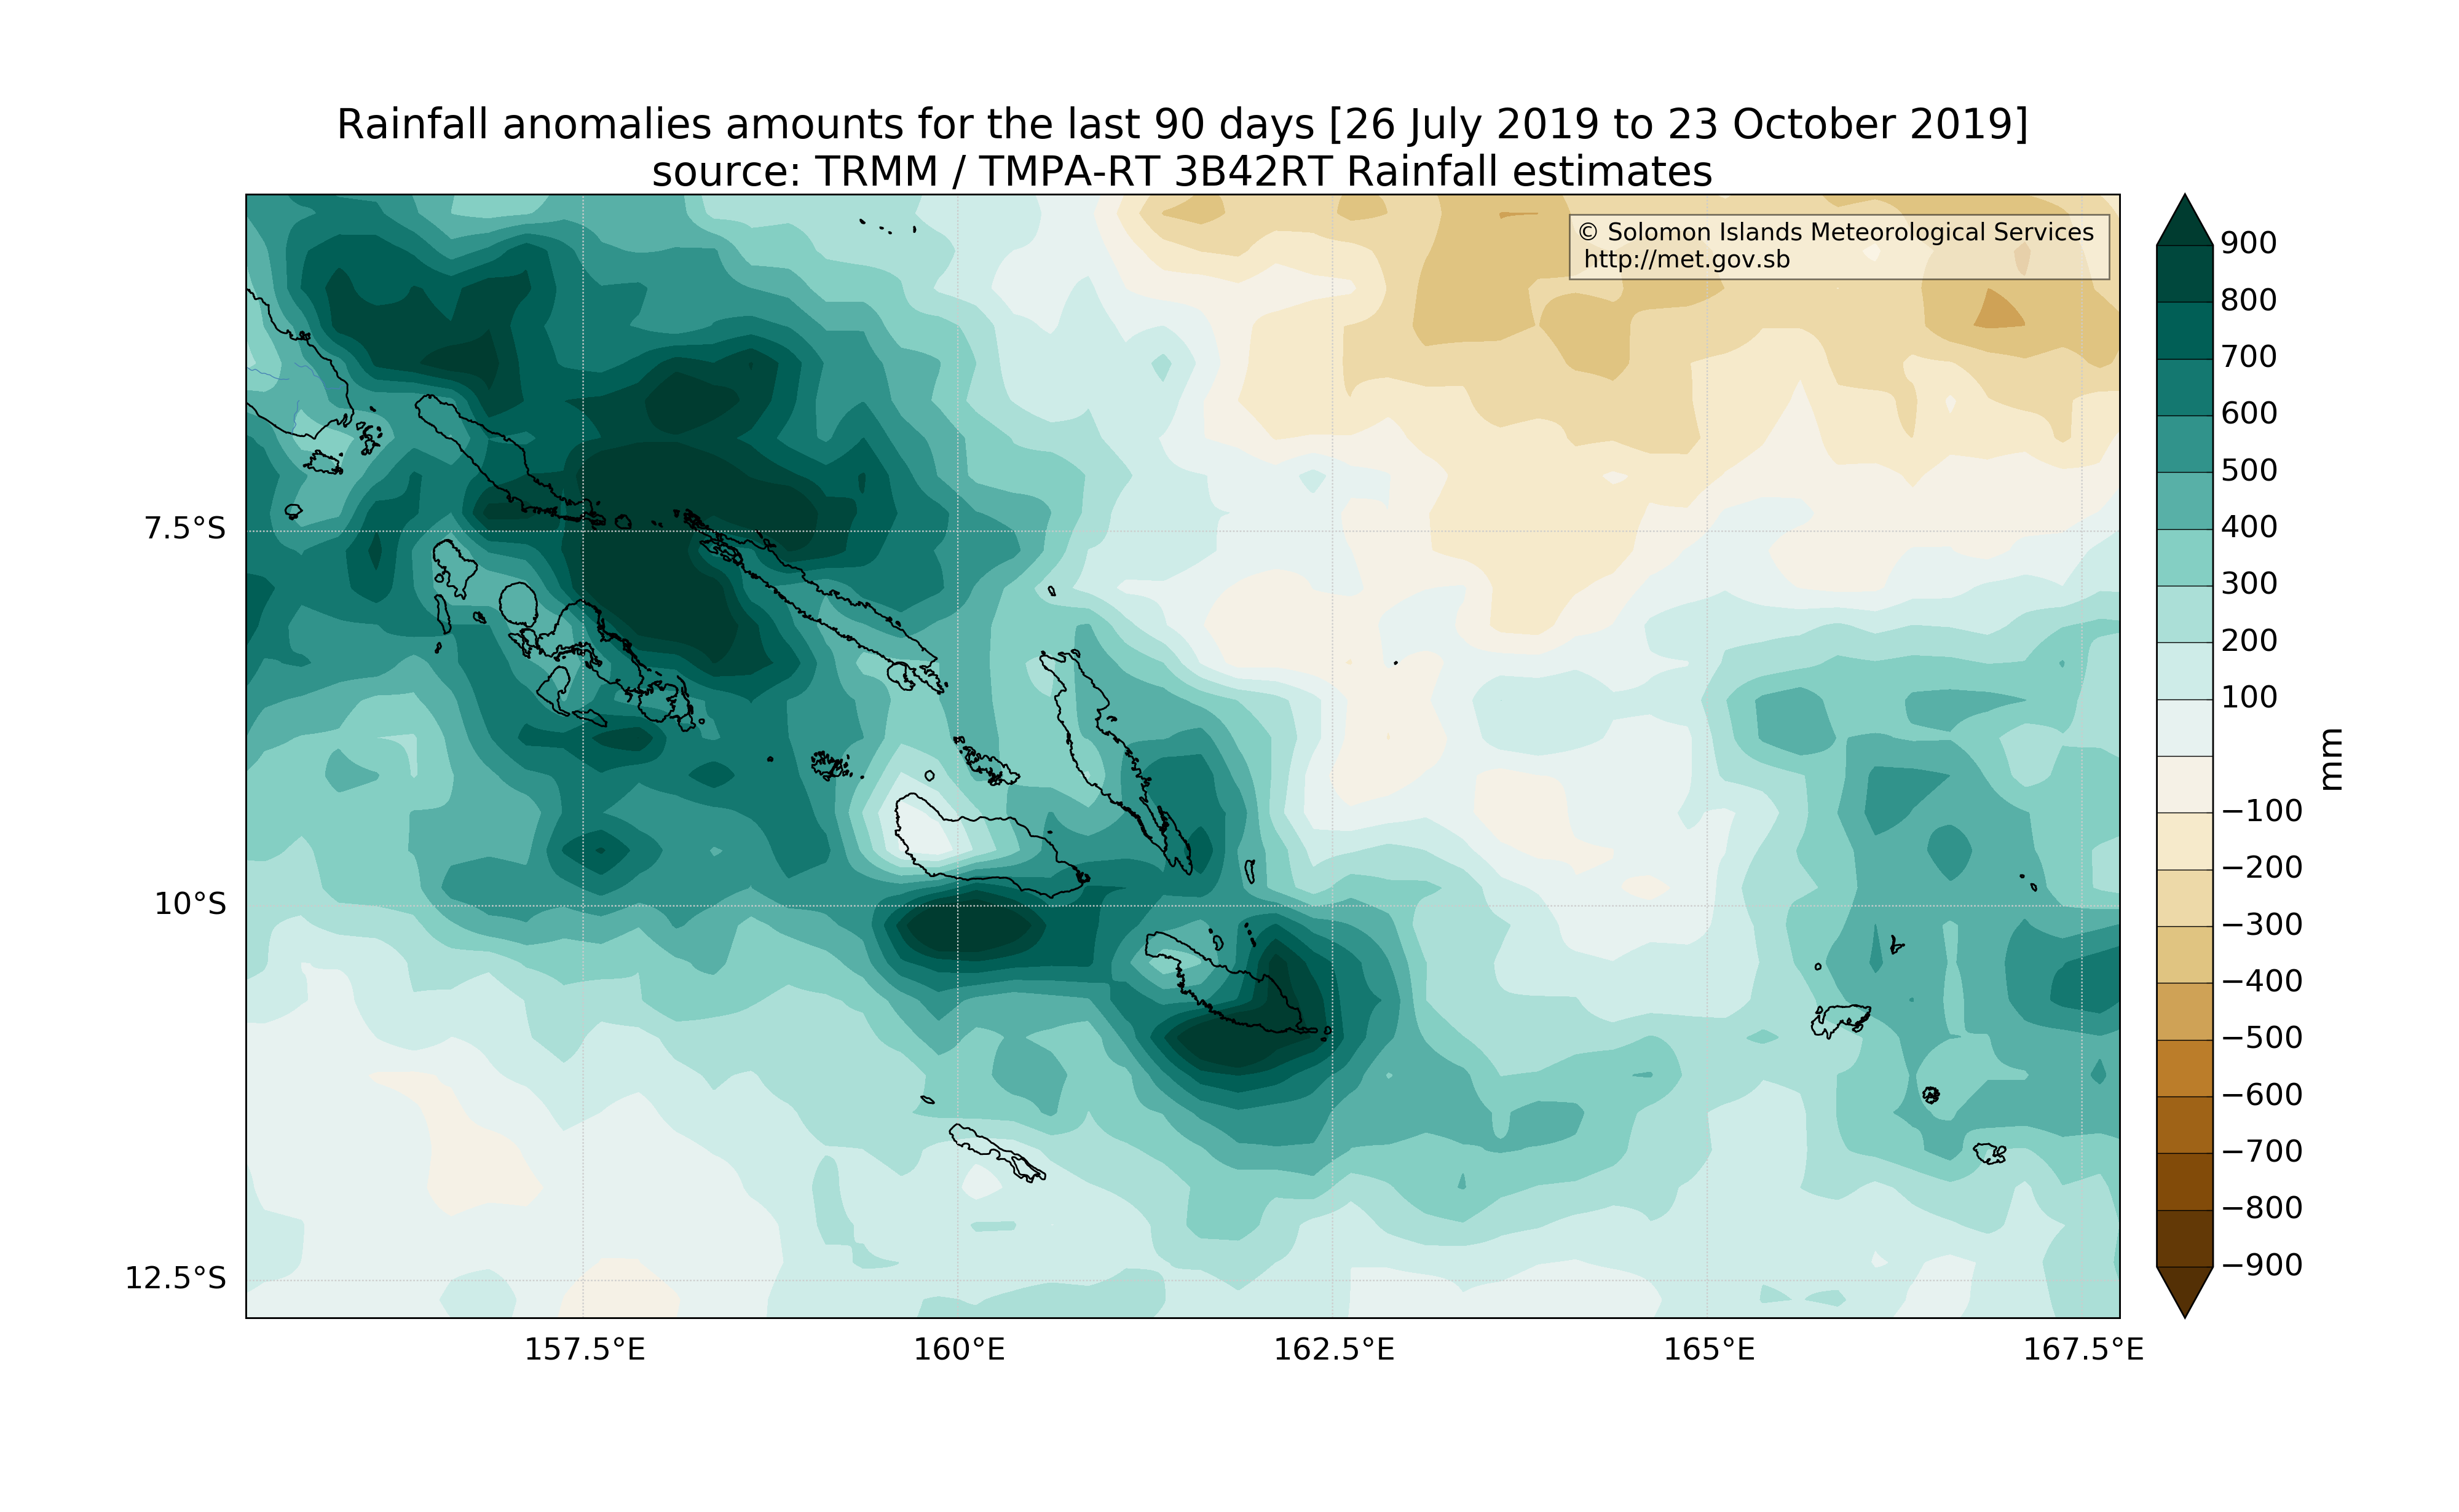 Rainfall anomalies amounts for the last 90 days [26 July 2019 to 23 October 2019]
source: TRMM / TMPA-RT 3B42RT Rainfall estimates
© Solomon Islands Meteorological Services
http://met.gov.sb
7.5°S
10°S
12.5°S
157.5°E
160°E
162.5°E
165°E
167.5°E
900
800
700
600
500
400
300
200
100
−100
−200
−300
−400
−500
−600
−700
−800
−900
mm